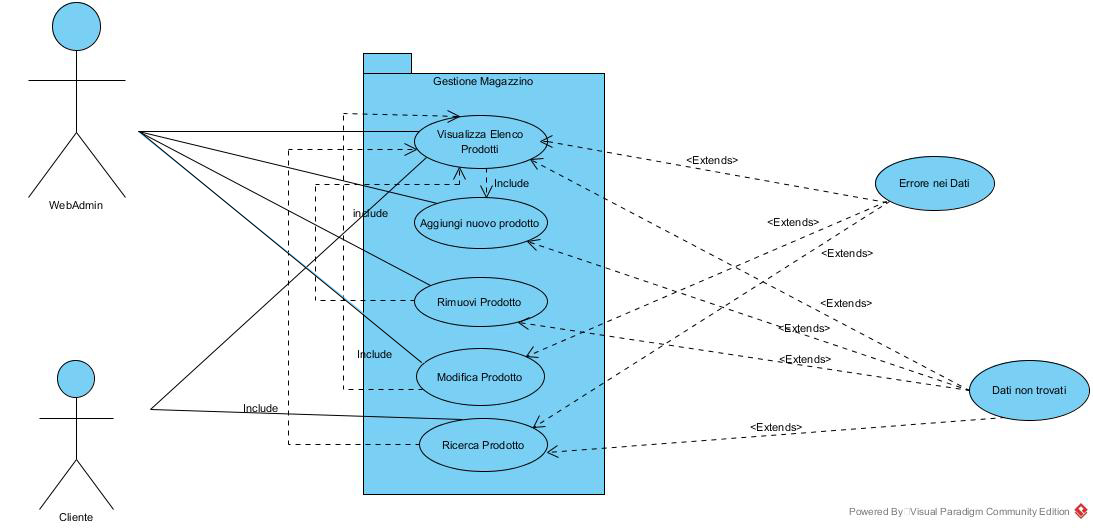 Gestione Magazzino
Visualizza Elenco
Prodotti
<Extends>
Include
Errore nei Dati
WebAdmin
include
Aggiungi nuovo prodotto
<Extends>
<Extends>
Rimuovi Prodotto
<Extends>
<Extends>
Include
<Extends>
Modifica Prodotto
Dati non trovati
Include
<Extends>
Ricerca Prodotto
Cliente
Powered By Visual Paradigm Community Edition